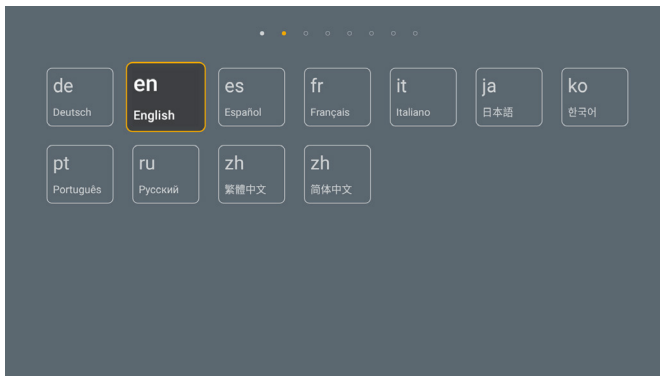 de
Deutsch
en
English
es
Español
fr
Français
it
Italiano
ja
日本語
ko
한국어
pt
Português
ru
Русский
zh
繁體中文
zh
简体中文